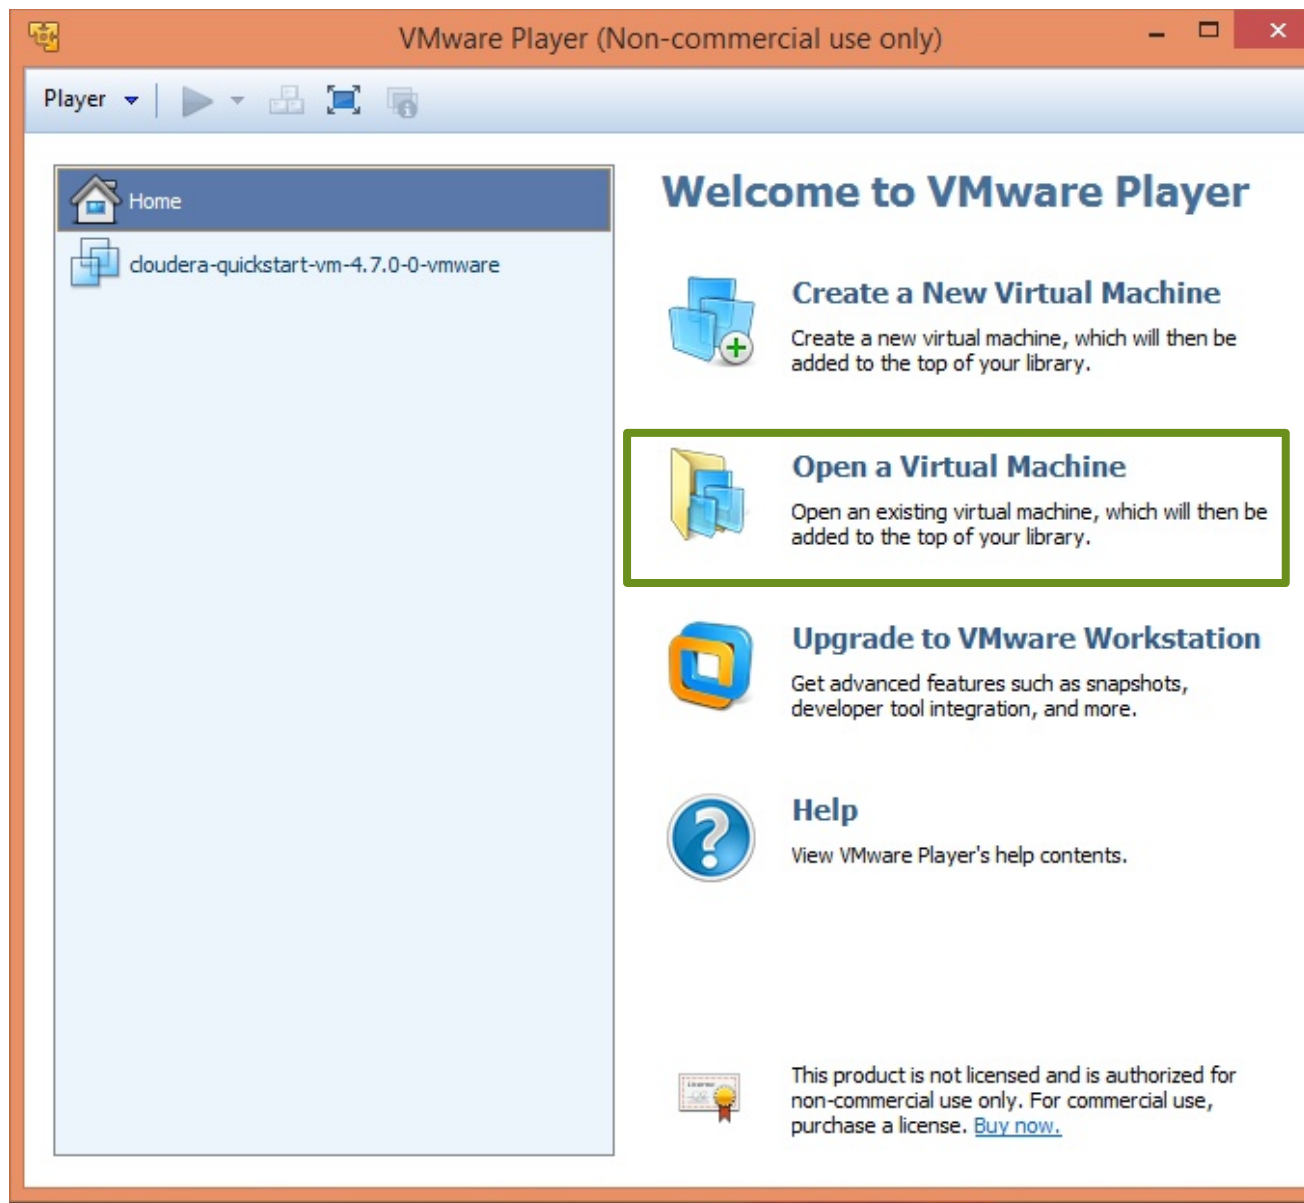 VMware Player (Non-commercial use only)
Player
Home
cloudera-quickstart-vm-4.7.0-0-vmware
Welcome to VMware Player
Create a New Virtual Machine
Create a new virtual machine, which will then be
added to the top of your library.
Open a Virtual Machine
Open an existing virtual machine, which will then be
added to the top of your library.
Upgrade to VMware Workstation
Get advanced features such as snapshots,
developer tool integration, and more.
Help
View VMware Player's help contents.
This product is not licensed and is authorized for
non-commercial use only. For commercial use,
purchase a license. Buy now.